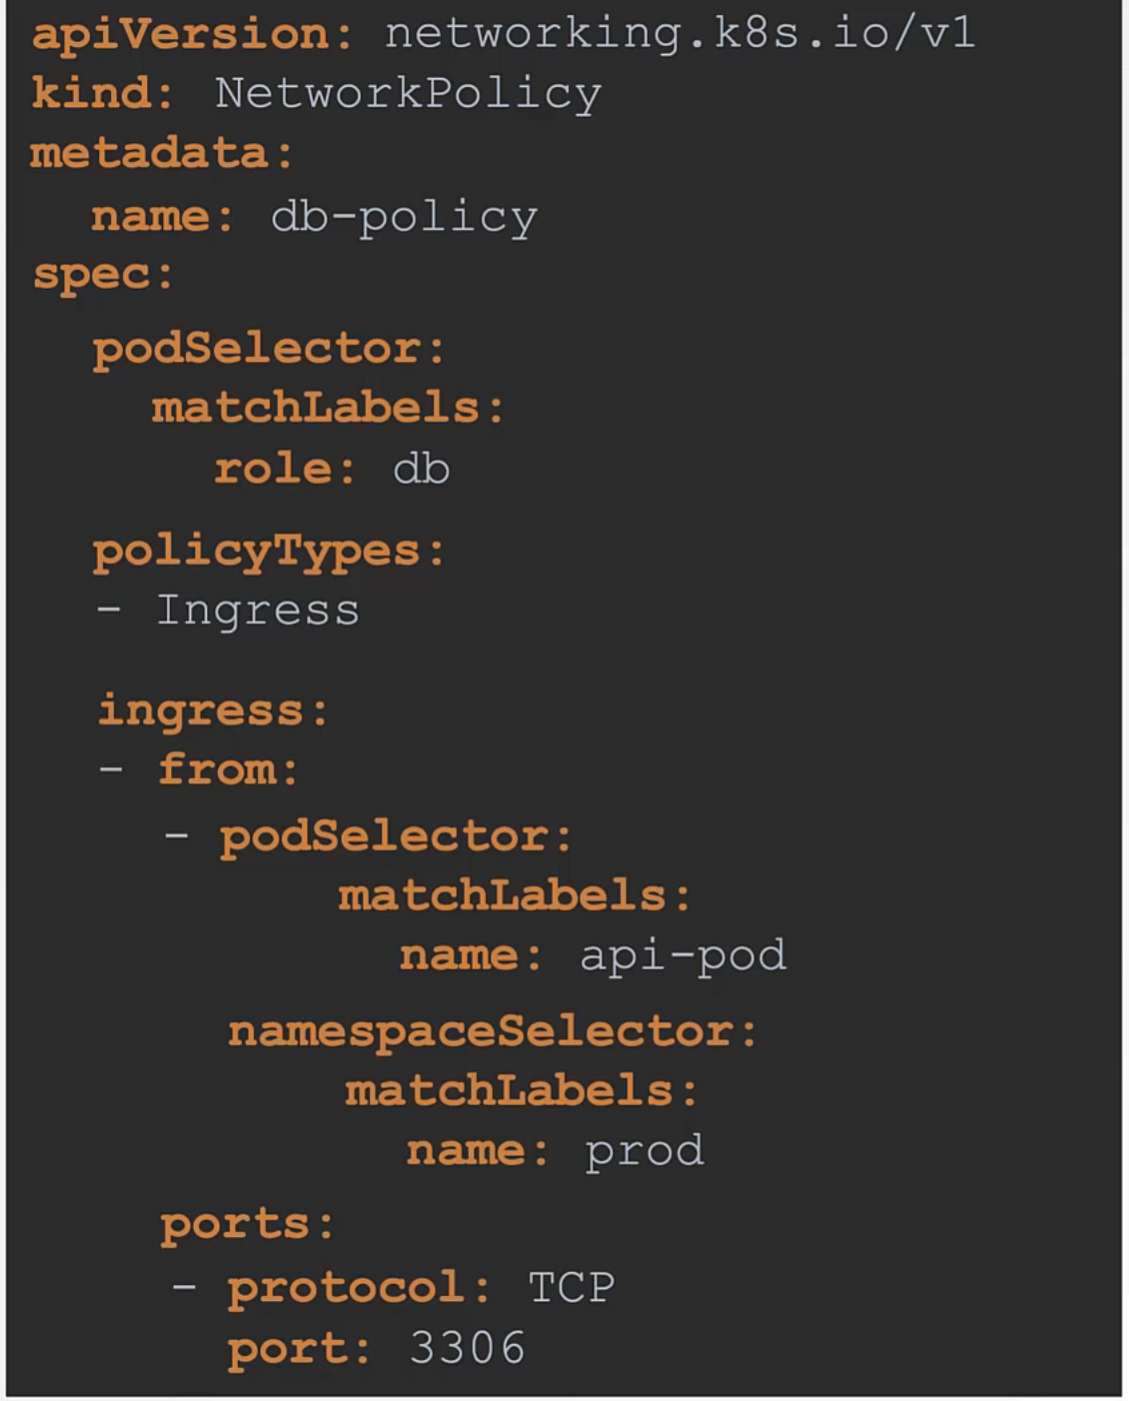 apiVersion: networking.k8s.io/v1
kind: NetworkPolicy
metadata:
  name: db-policy
spec:
  podSelector:
    matchLabels:
      role: db
  policyTypes:
  - Ingress
  ingress:
  - from:
    - podSelector:
        matchLabels:
          name: api-pod
      namespaceSelector:
        matchLabels:
          name: prod
    ports:
    - protocol: TCP
      port: 3306